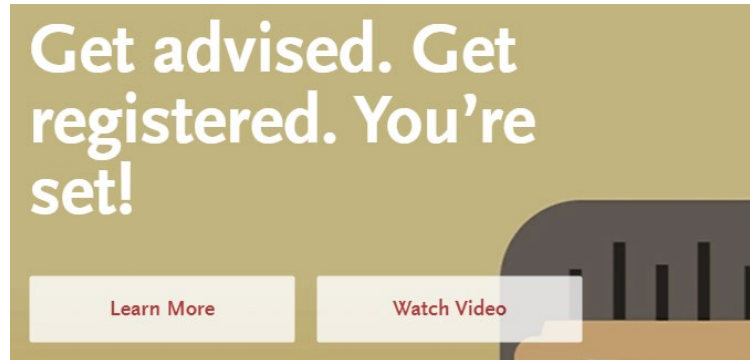 Get advised. Get
registered. You’re
set!
Learn More
Watch Video